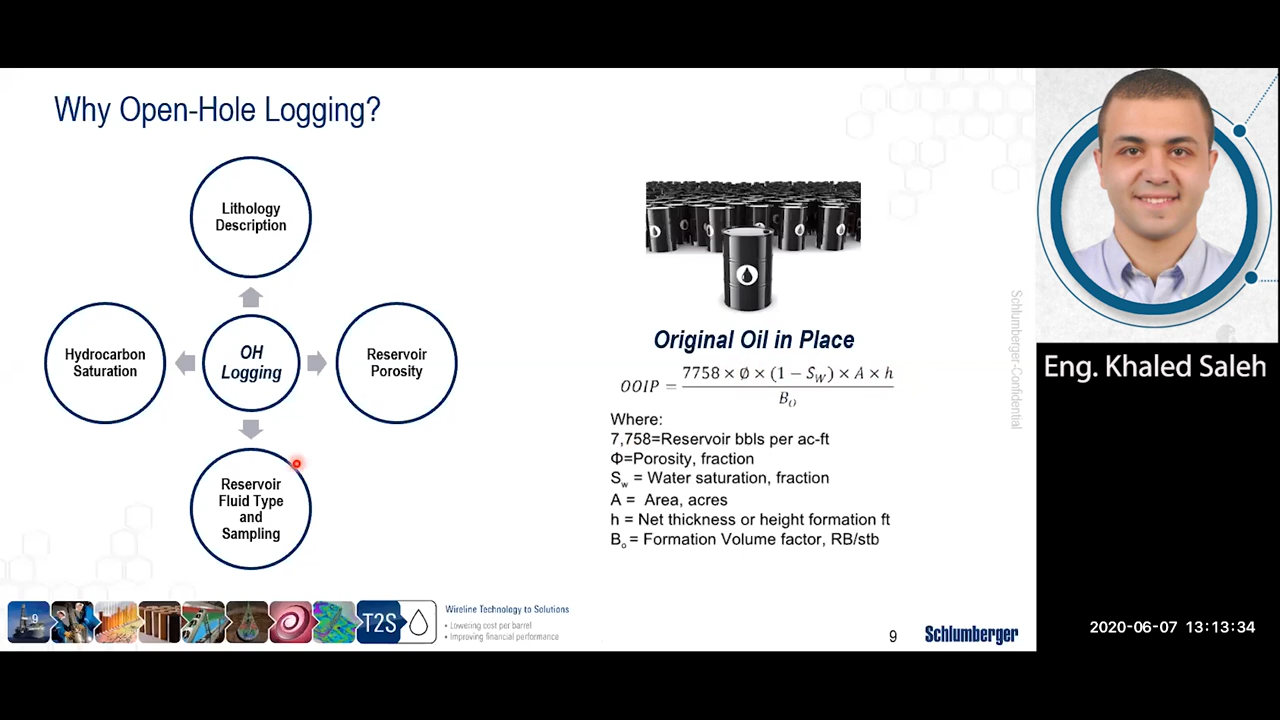 Why Open-Hole Logging?
Lithology
Description
Hydrocarbon
Saturation
OH
Logging
Reservoir
Porosity
Reservoir
Fluid Type
and
Sampling
Original Oil in Place
OOIP = 7758 × Ø × (1 − S_W) × A × h / B_O
Where:
7,758=Reservoir bbls per ac-ft
Φ=Porosity, fraction
S_w = Water saturation, fraction
A = Area, acres
h = Net thickness or height formation ft
B_o = Formation Volume factor, RB/stb
Schlumberger-Confidential
9
T2S
Wireline Technology to Solutions
• Lowering cost per barrel
• Improving financial performance
9
Schlumberger
Eng. Khaled Saleh
2020-06-07 13:13:34